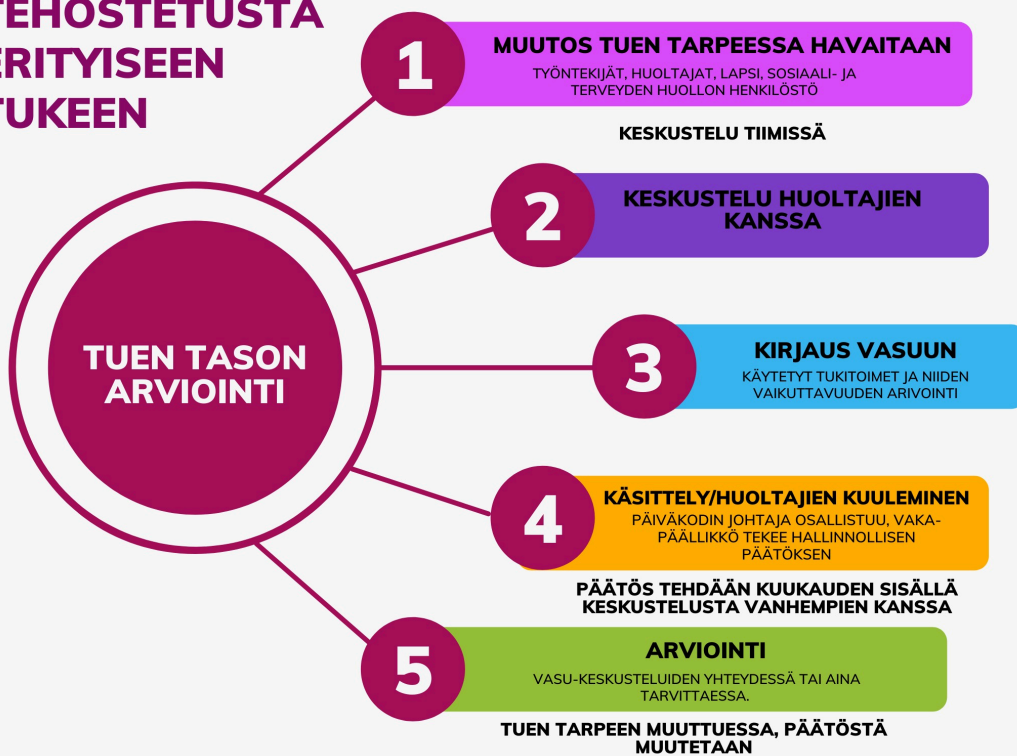 TEHOSTETUSTA
ERITYISEEN
TUKEEN
TUEN TASON
ARVIOINTI
1
MUUTOS TUEN TARPEESSA HAVAITAAN
TYÖNTEKIJÄT, HUOLTAJAT, LAPSI, SOSIAALI- JA
TERVEYDEN HUOLLON HENKILÖSTÖ
KESKUSTELU TIIMISSÄ
2
KESKUSTELU HUOLTAJIEN
KANSSA
3
KIRJAUS VASUUN
KÄYTETYT TUKITOIMET JA NIIDEN
VAIKUTTAVUUDEN ARIVOINTI
4
KÄSITTELY/HUOLTAJIEN KUULEMINEN
PÄIVÄKODIN JOHTAJA OSALLISTUU, VAKA-
PÄÄLLIKKÖ TEKEE HALLINNOLLISEN
PÄÄTÖKSEN
PÄÄTÖS TEHDÄÄN KUUKAUDEN SISÄLLÄ
KESKUSTELUSTA VANHEMPIEN KANSSA
5
ARVIOINTI
VASU-KESKUSTELUIDEN YHTEYDESSÄ TAI AINA
TARVITTAESSA.
TUEN TARPEEN MUUTTUESSA, PÄÄTÖSTÄ
MUUTETAAN